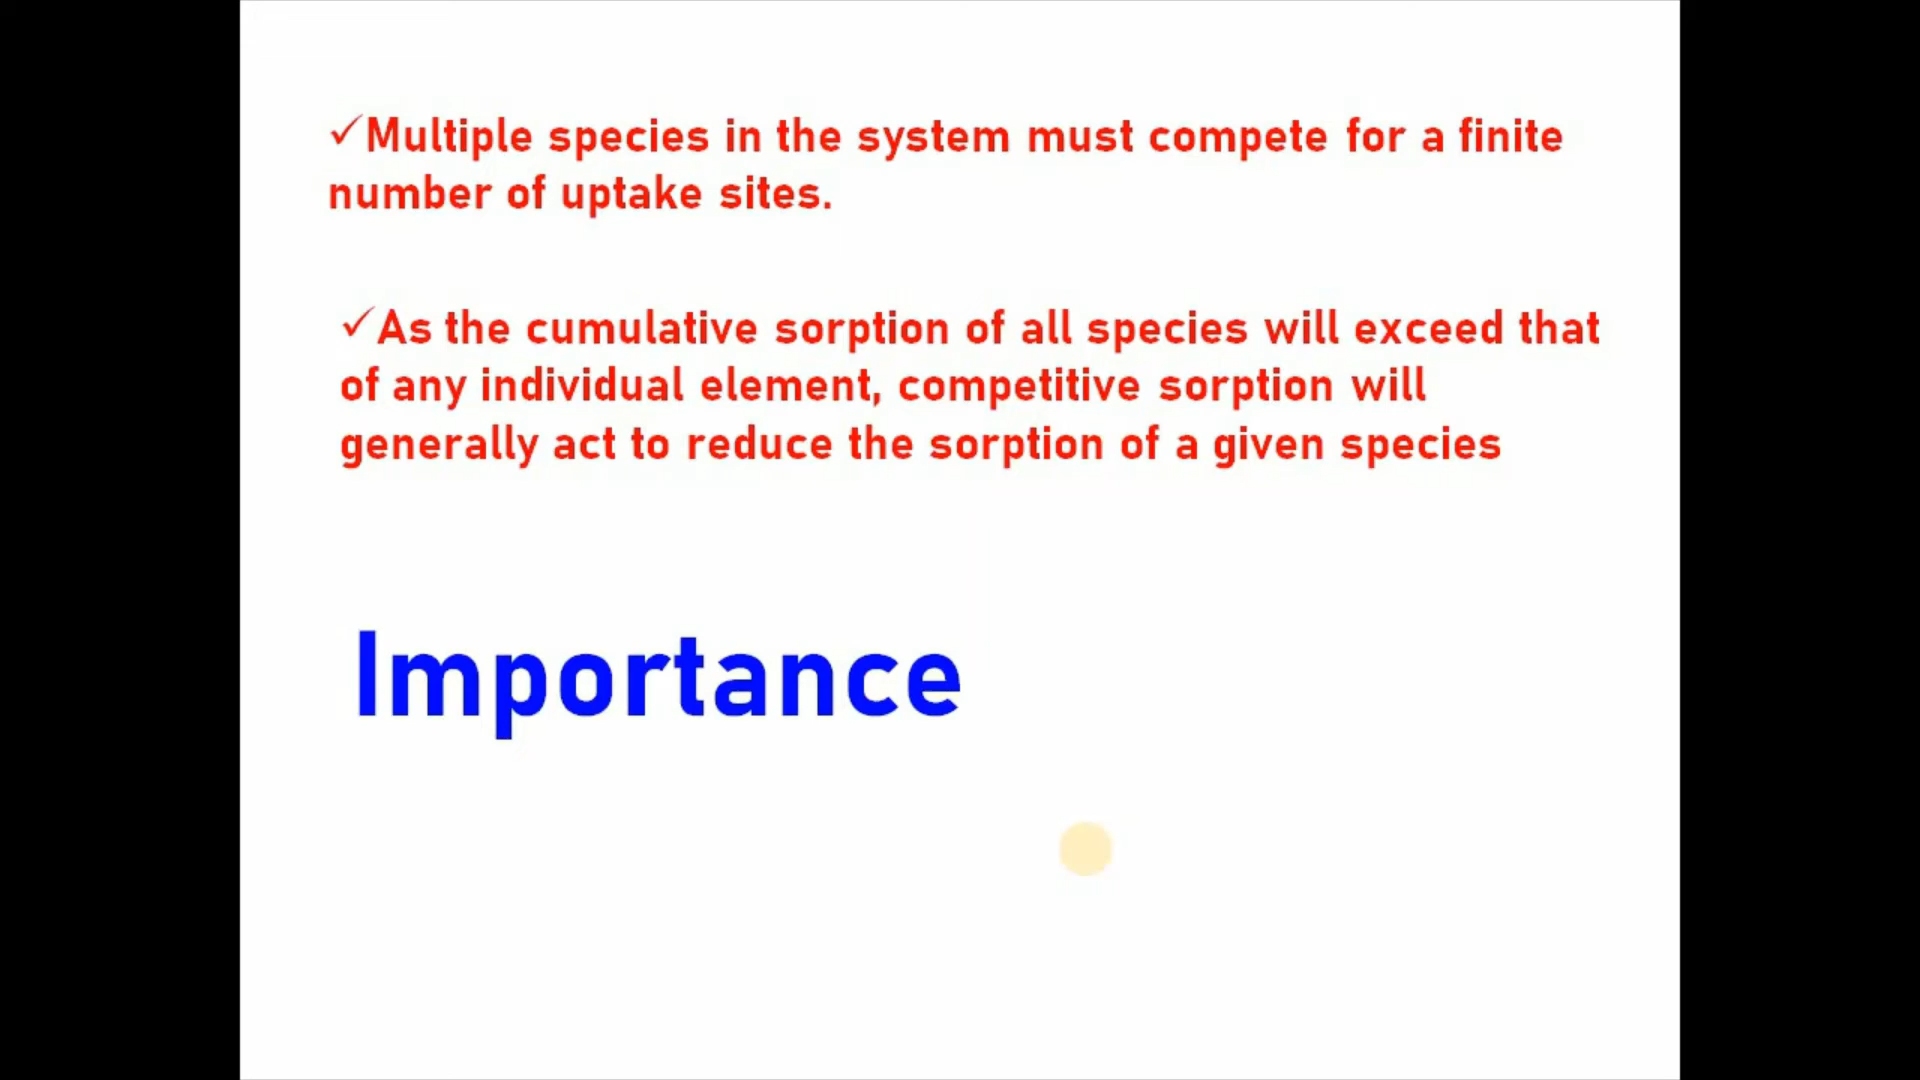 ✓Multiple species in the system must compete for a finite
number of uptake sites.
✓As the cumulative sorption of all species will exceed that
of any individual element, competitive sorption will
generally act to reduce the sorption of a given species
Importance